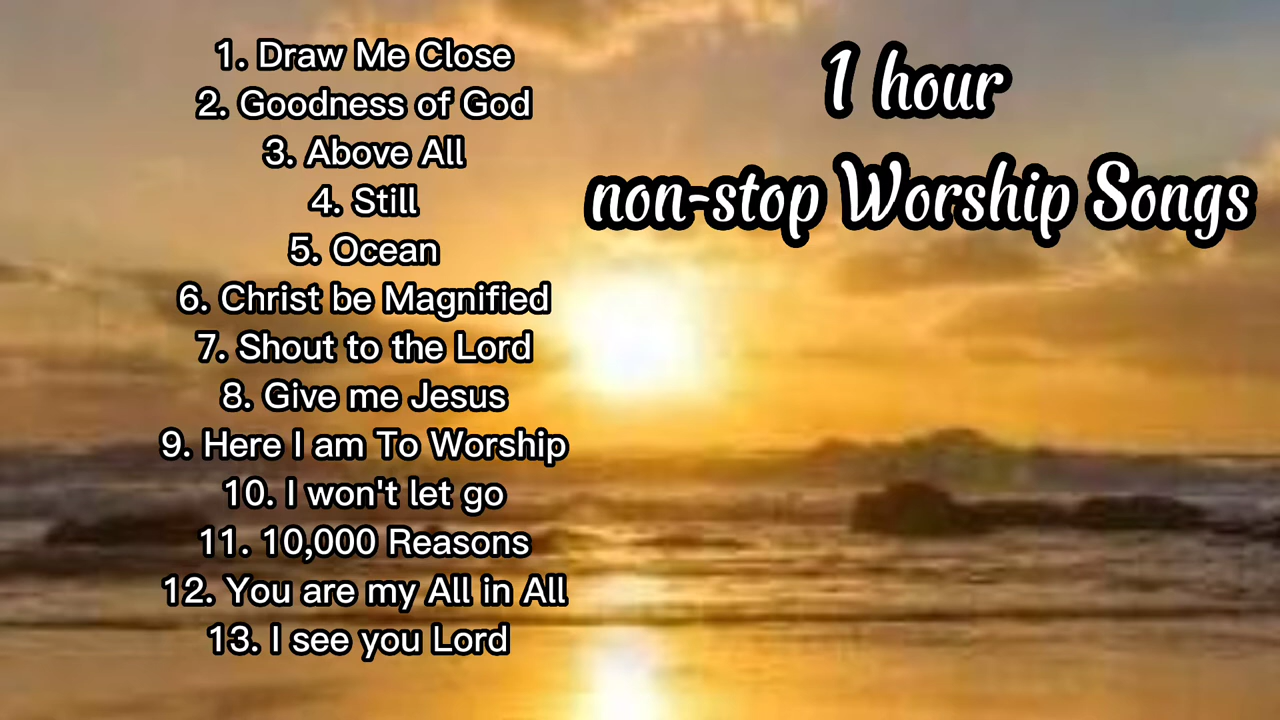 1. Draw Me Close
2. Goodness of God
3. Above All
4. Still
5. Ocean
6. Christ be Magnified
7. Shout to the Lord
8. Give me Jesus
9. Here I am To Worship
10. I won't let go
11. 10,000 Reasons
12. You are my All in All
13. I see you Lord
1 hour
non-stop Worship Songs